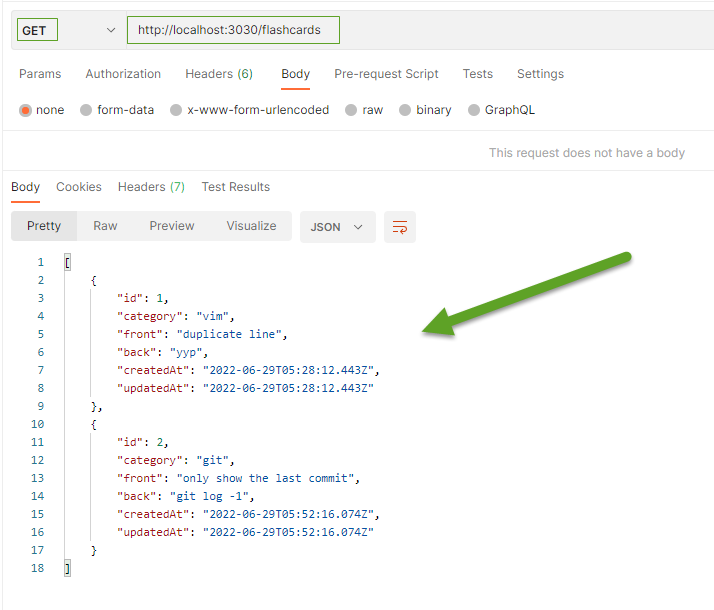 GET http://localhost:3030/flashcards
Params Authorization Headers (6) Body Pre-request Script Tests Settings
none form-data x-www-form-urlencoded raw binary GraphQL
This request does not have a body
Body Cookies Headers (7) Test Results
Pretty Raw Preview Visualize JSON
1 [
2 {
3 "id": 1,
4 "category": "vim",
5 "front": "duplicate line",
6 "back": "yyp",
7 "createdAt": "2022-06-29T05:28:12.443Z",
8 "updatedAt": "2022-06-29T05:28:12.443Z"
9 },
10 {
11 "id": 2,
12 "category": "git",
13 "front": "only show the last commit",
14 "back": "git log -1",
15 "createdAt": "2022-06-29T05:52:16.074Z",
16 "updatedAt": "2022-06-29T05:52:16.074Z"
17 }
18 ]